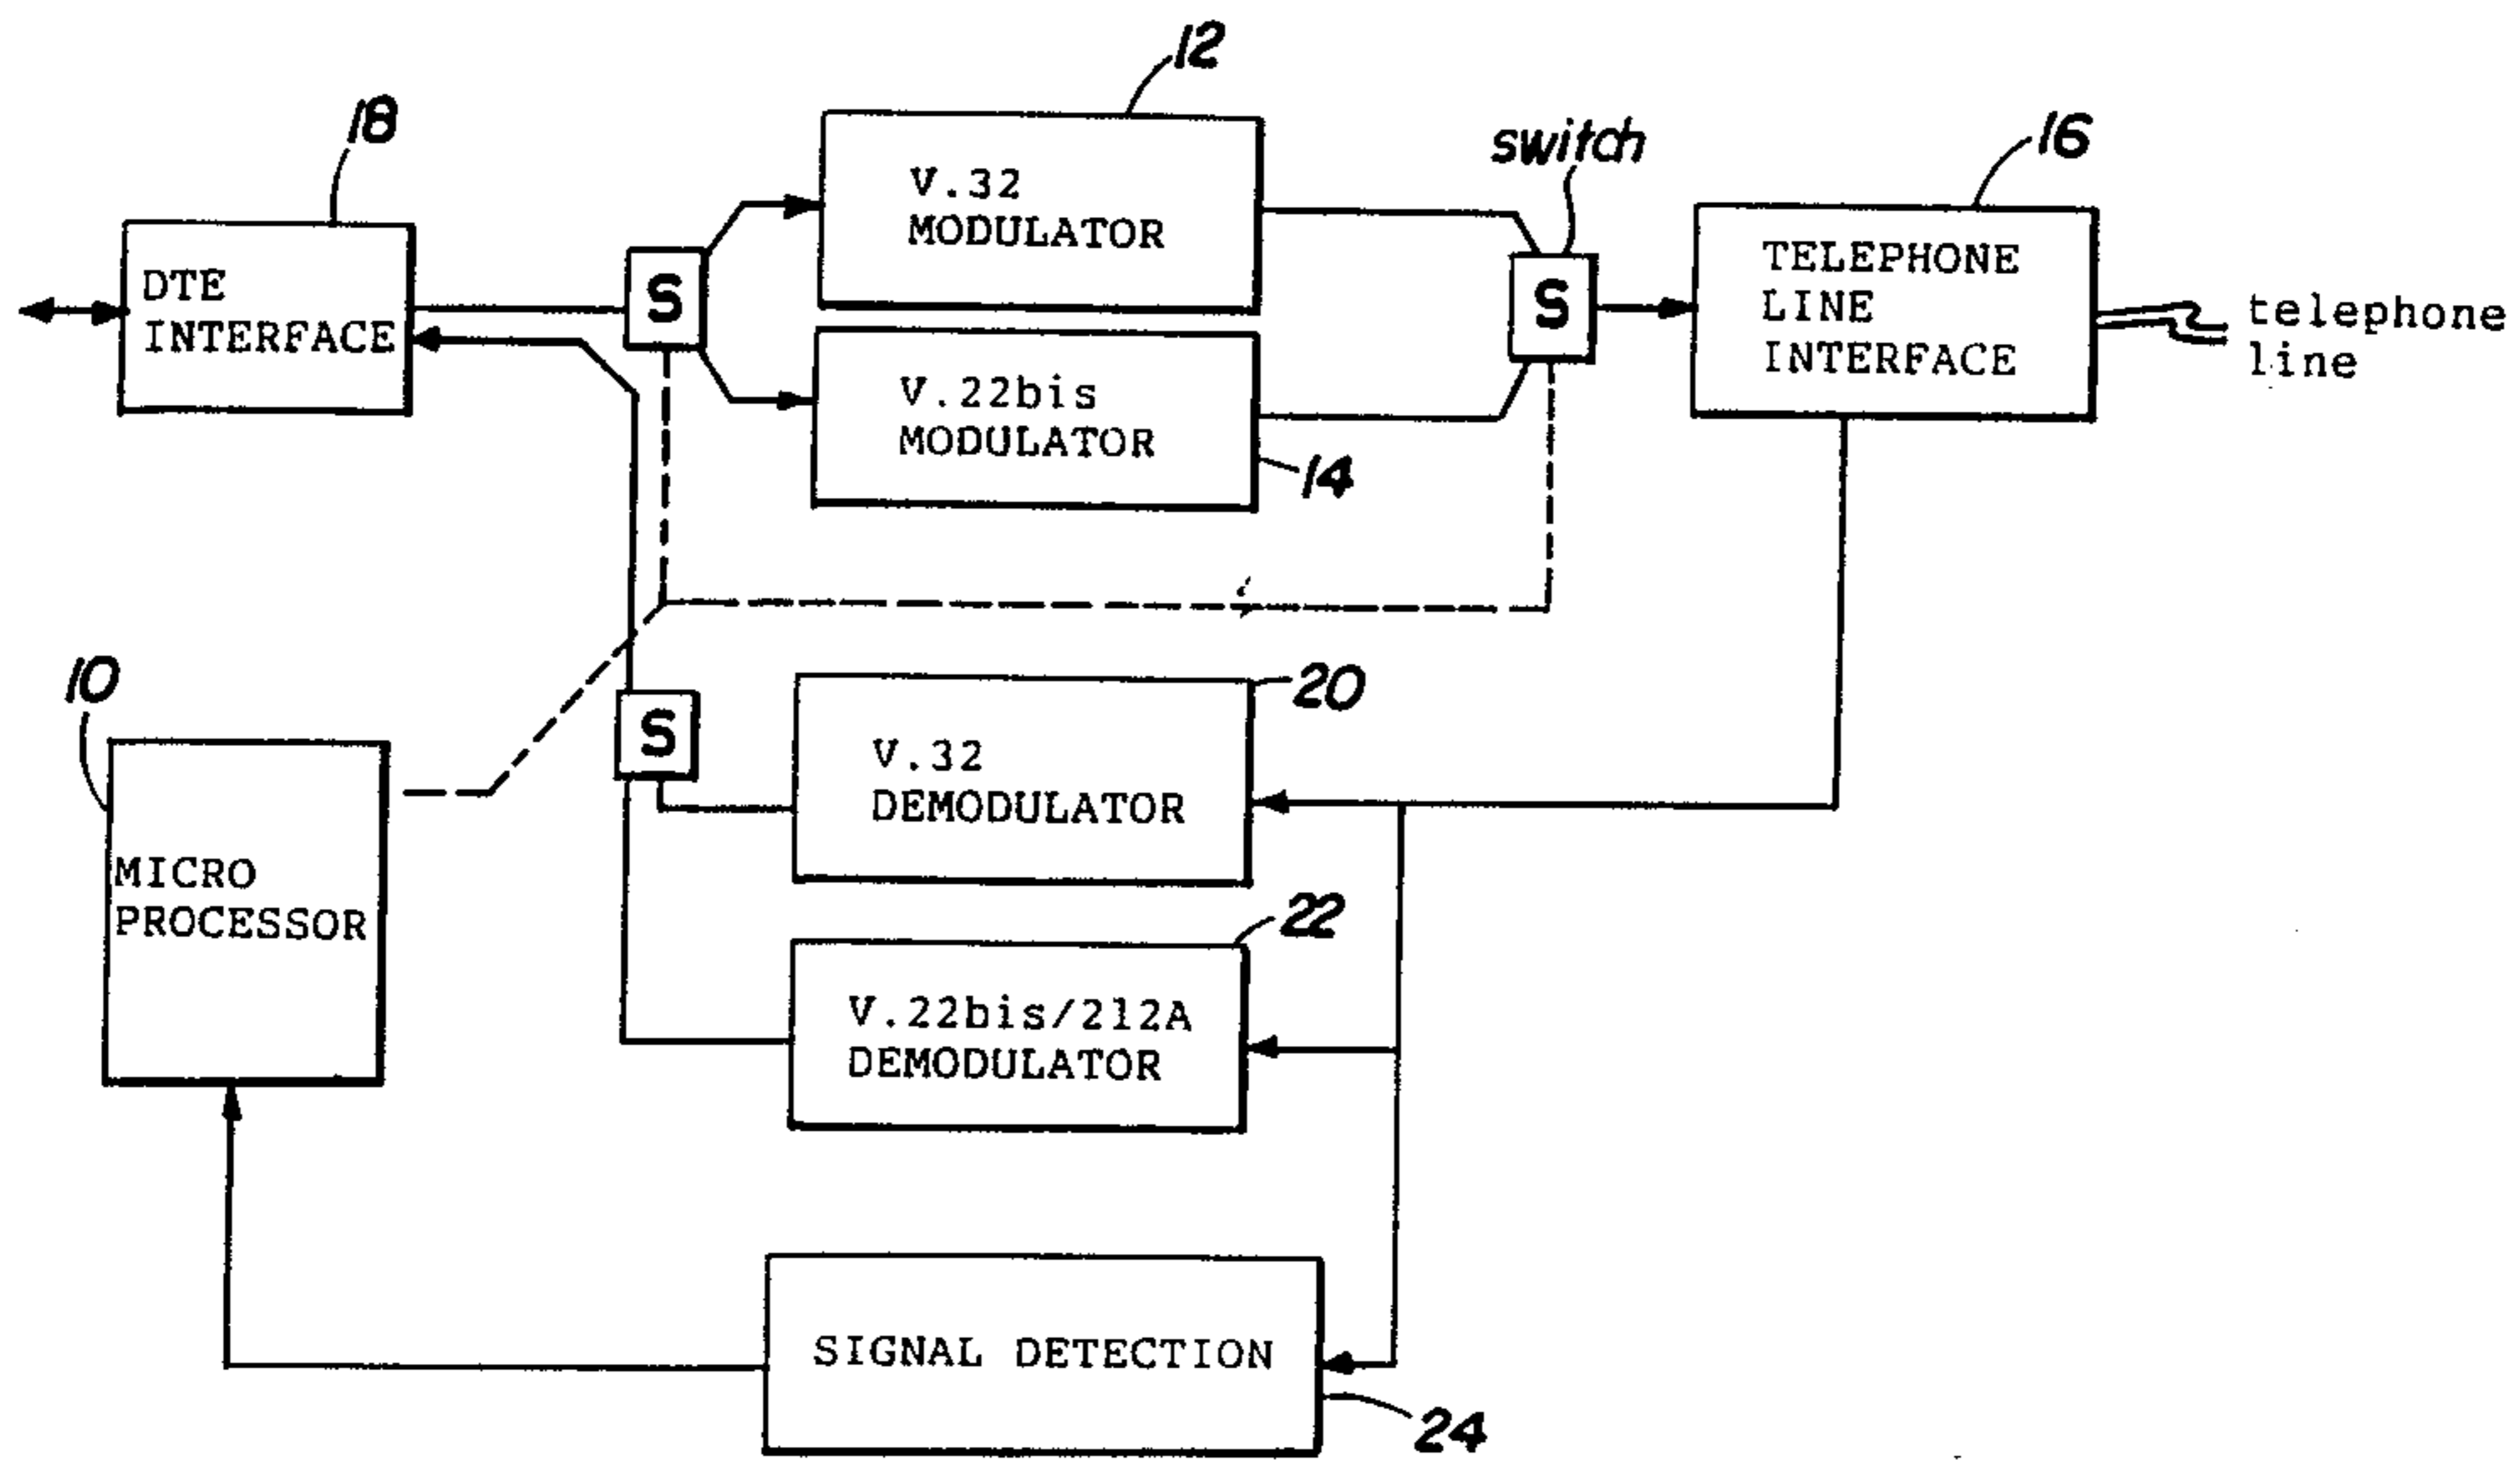 12
18
V.32
MODULATOR
switch
16
DTE
INTERFACE
S
S
TELEPHONE
LINE
INTERFACE
telephone
line
V.22bis
MODULATOR
14
10
MICRO
PROCESSOR
S
20
V.32
DEMODULATOR
22
V.22bis/212A
DEMODULATOR
SIGNAL DETECTION
24